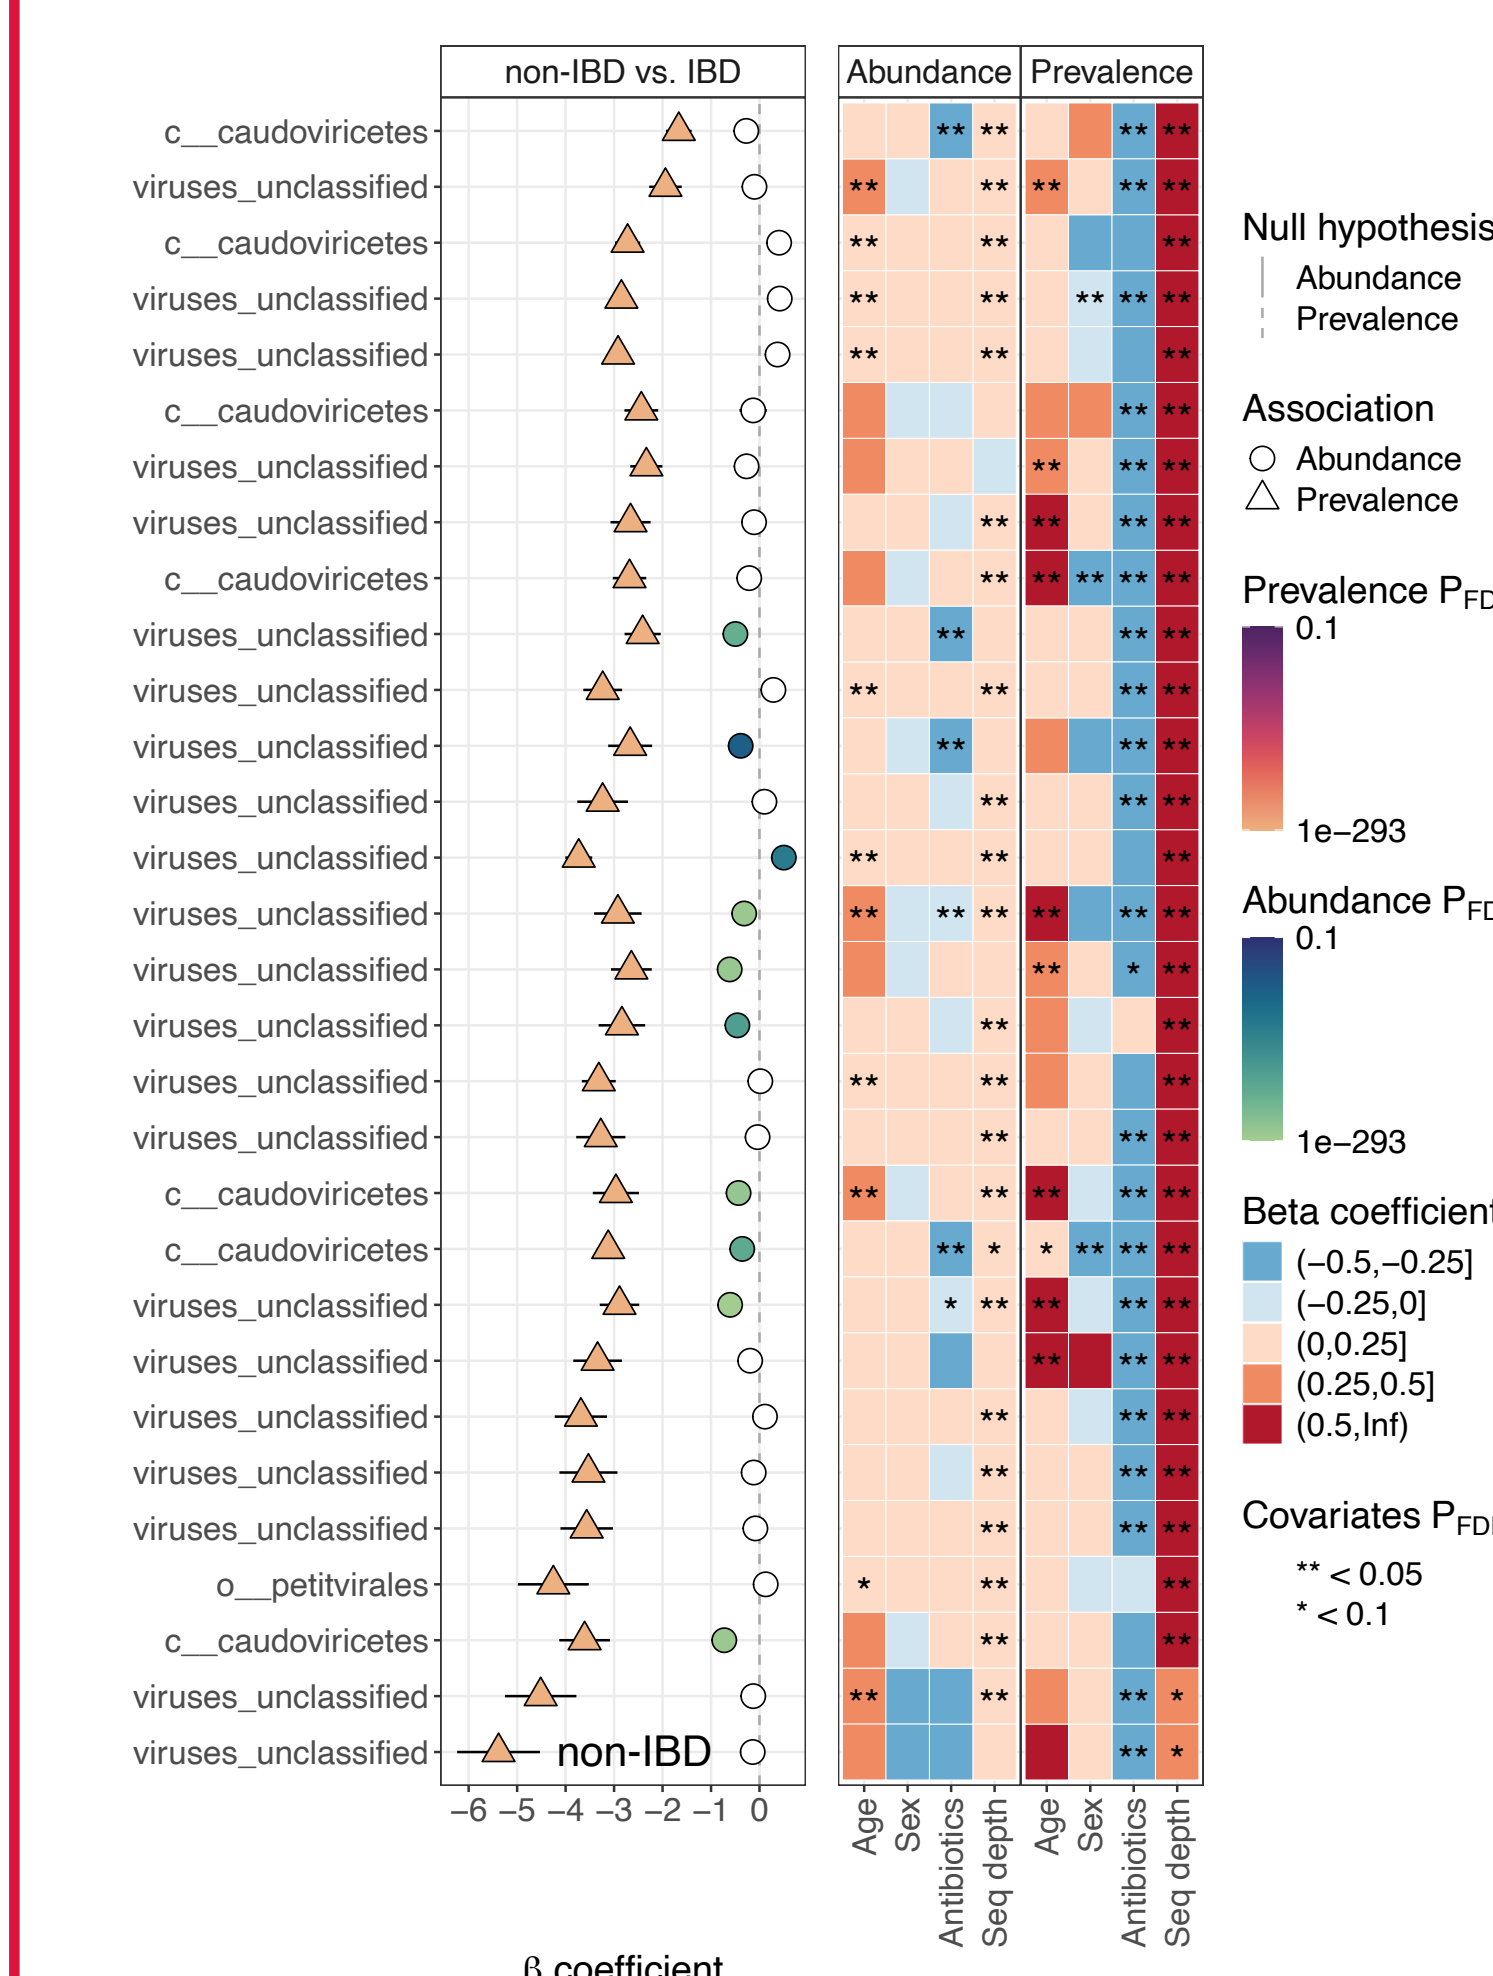 non-IBD vs. IBD
Abundance Prevalence
c__caudoviricetes ** ** ** **
viruses_unclassified ** ** ** ** **
c__caudoviricetes ** ** **
viruses_unclassified ** ** ** ** **
viruses_unclassified ** ** **
c__caudoviricetes ** **
viruses_unclassified ** ** **
viruses_unclassified ** ** ** **
c__caudoviricetes ** ** ** ** **
viruses_unclassified ** ** **
viruses_unclassified ** ** ** **
viruses_unclassified ** ** **
viruses_unclassified ** ** **
viruses_unclassified ** ** **
viruses_unclassified ** ** ** ** ** **
viruses_unclassified ** * **
viruses_unclassified ** **
viruses_unclassified ** ** **
viruses_unclassified ** ** **
c__caudoviricetes ** ** ** ** **
c__caudoviricetes ** * * ** ** **
viruses_unclassified * ** ** ** **
viruses_unclassified ** ** **
viruses_unclassified ** ** **
viruses_unclassified ** ** **
viruses_unclassified ** ** **
o__petitvirales * ** **
c__caudoviricetes ** **
viruses_unclassified ** ** ** *
viruses_unclassified non-IBD ** *
−6 −5 −4 −3 −2 −1 0
Age Sex Antibiotics Seq depth Age Sex Antibiotics Seq depth
β coefficient
Null hypothesis
Abundance
Prevalence
Association
Abundance
Prevalence
Prevalence P
0.1
1e−293
Abundance P
0.1
1e−293
Beta coefficient
(−0.5,−0.25]
(−0.25,0]
(0,0.25]
(0.25,0.5]
(0.5,Inf)
Covariates P
** < 0.05
* < 0.1